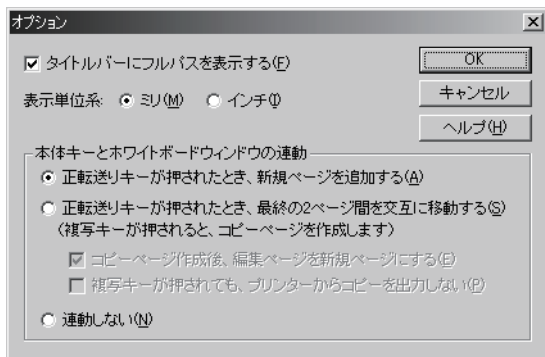 オプション
タイトルバーにフルパスを表示する(F)
OK
表示単位系: ミリ(M) インチ(I)
キャンセル
ヘルプ(H)
本体キーとホワイトボードウィンドウの連動
正転送りキーが押されたとき、新規ページを追加する(A)
正転送りキーが押されたとき、最終の2ページ間を交互に移動する(S)
(複写キーが押されると、コピーページを作成します)
コピーページ作成後、編集ページを新規ページにする(E)
複写キーが押されても、プリンターからコピーを出力しない(P)
連動しない(N)